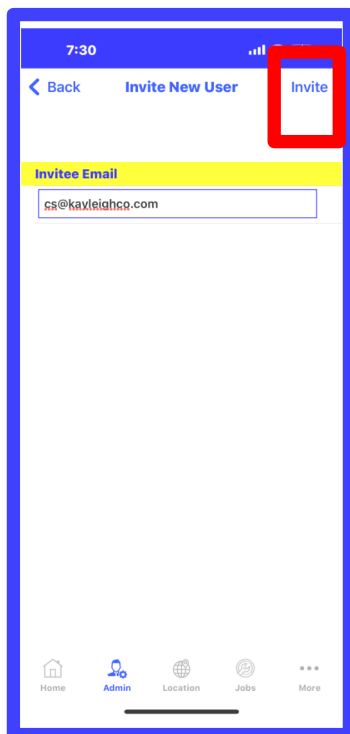 7:30
Back Invite New User Invite
Invitee Email
cs@kayleighco.com
Home Admin Location Jobs More